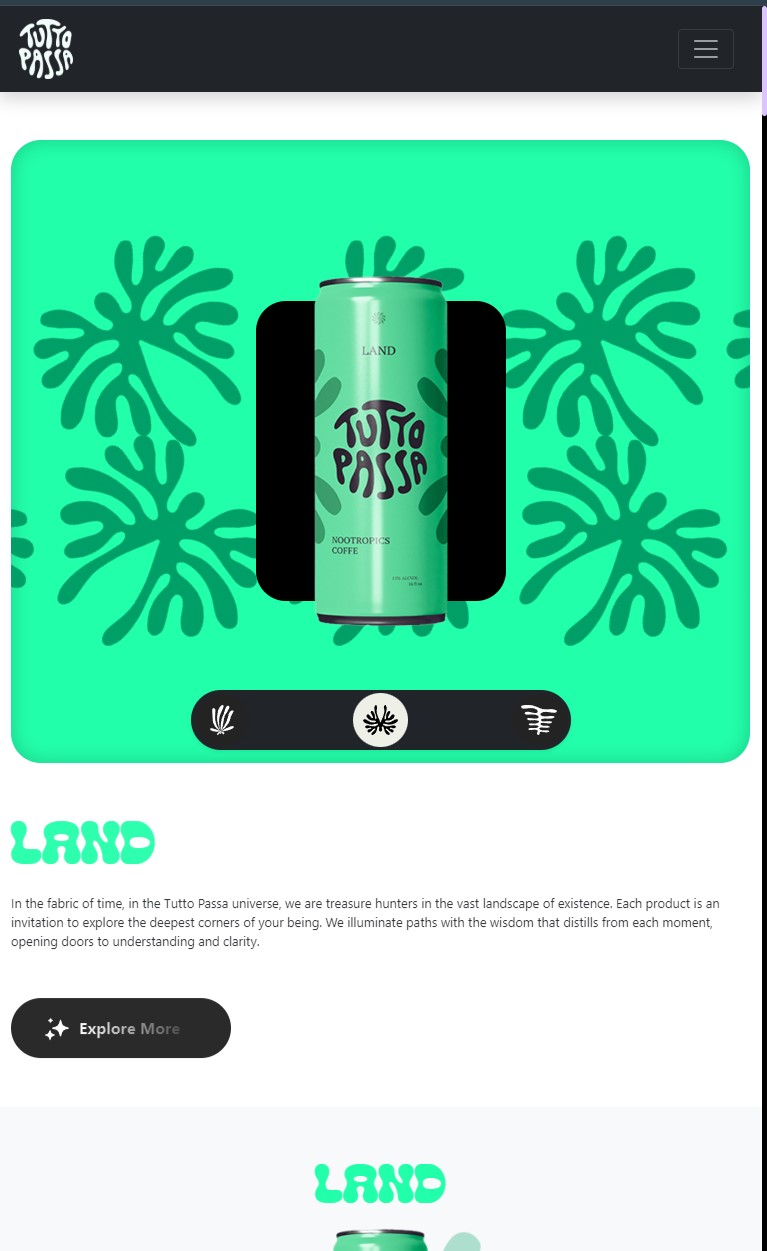 TUTTO
PASSA
LAND
TUTTO
PASSA
NOOTROPICS
COFFE
LAND
In the fabric of time, in the Tutto Passa universe, we are treasure hunters in the vast landscape of existence. Each product is an
invitation to explore the deepest corners of your being. We illuminate paths with the wisdom that distills from each moment,
opening doors to understanding and clarity.
Explore More
LAND